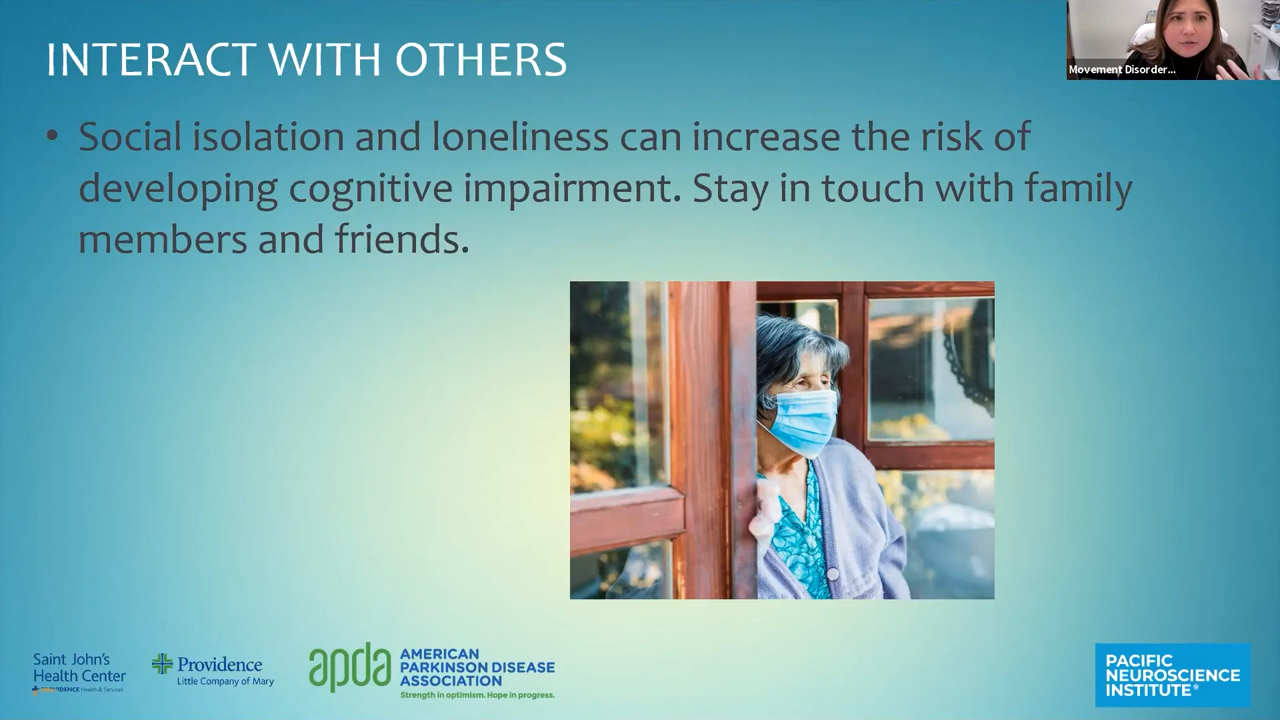 INTERACT WITH OTHERS
Movement Disorder...
• Social isolation and loneliness can increase the risk of
developing cognitive impairment. Stay in touch with family
members and friends.
Saint John's
Health Center
PROVIDENCE Health & Services
Providence
Little Company of Mary
apda
AMERICAN
PARKINSON DISEASE
ASSOCIATION
Strength in optimism. Hope in progress.
PACIFIC
NEUROSCIENCE
INSTITUTE®